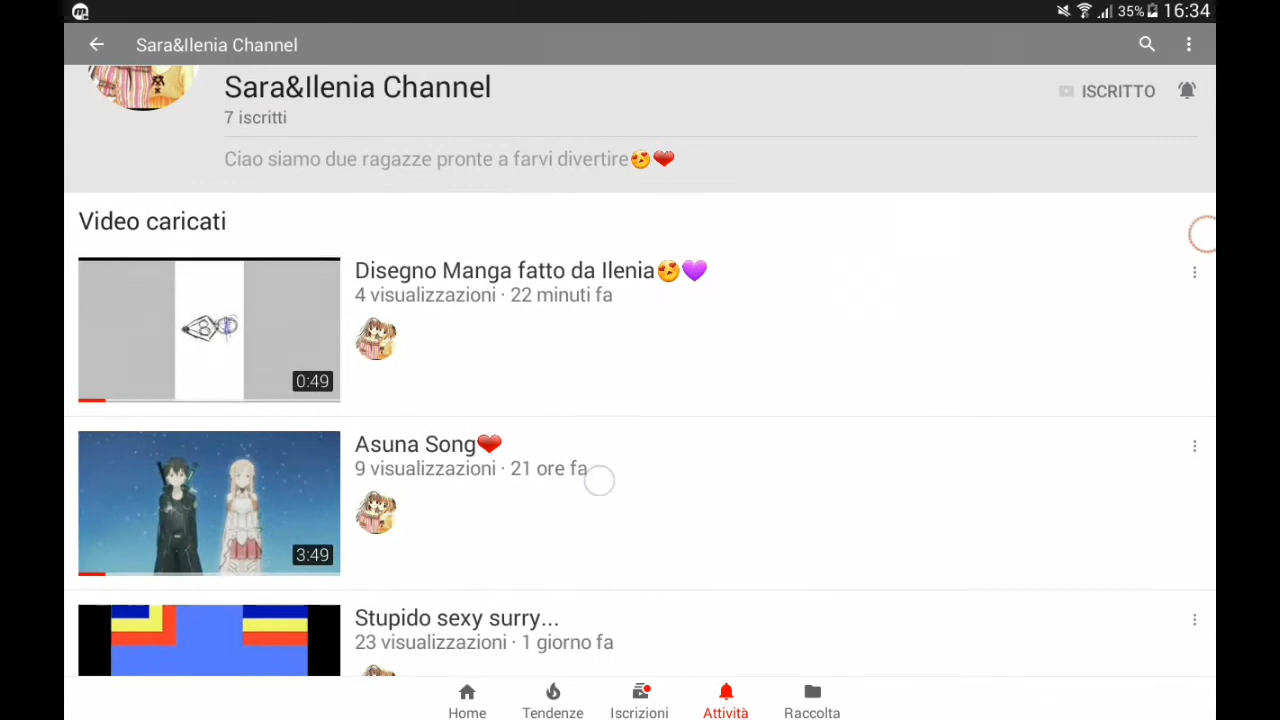 35% 16:34
Sara&Ilenia Channel
Sara&Ilenia Channel
7 iscritti
ISCRITTO
Ciao siamo due ragazze pronte a farvi divertire😍❤
Video caricati
Disegno Manga fatto da Ilenia😍💜
4 visualizzazioni · 22 minuti fa
0:49
Asuna Song❤
9 visualizzazioni · 21 ore fa
3:49
Stupido sexy surry...
23 visualizzazioni · 1 giorno fa
Home Tendenze Iscrizioni Attività Raccolta